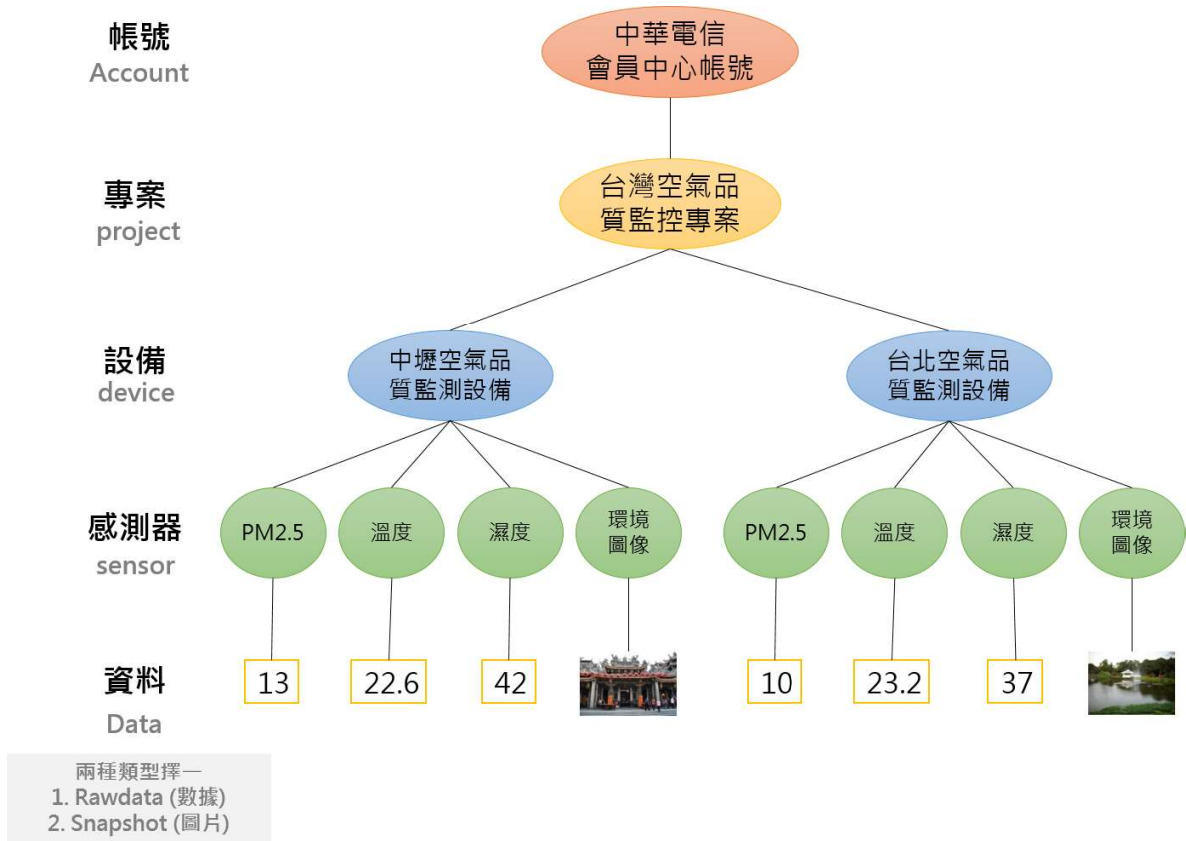 帳號
Account
中華電信
會員中心帳號
專案
project
台灣空氣品
質監控專案
設備
device
中壢空氣品
質監測設備
台北空氣品
質監測設備
感測器
sensor
PM2.5
溫度
濕度
環境
圖像
PM2.5
溫度
濕度
環境
圖像
資料
Data
13
22.6
42
10
23.2
37
兩種類型擇一
1. Rawdata (數據)
2. Snapshot (圖片)